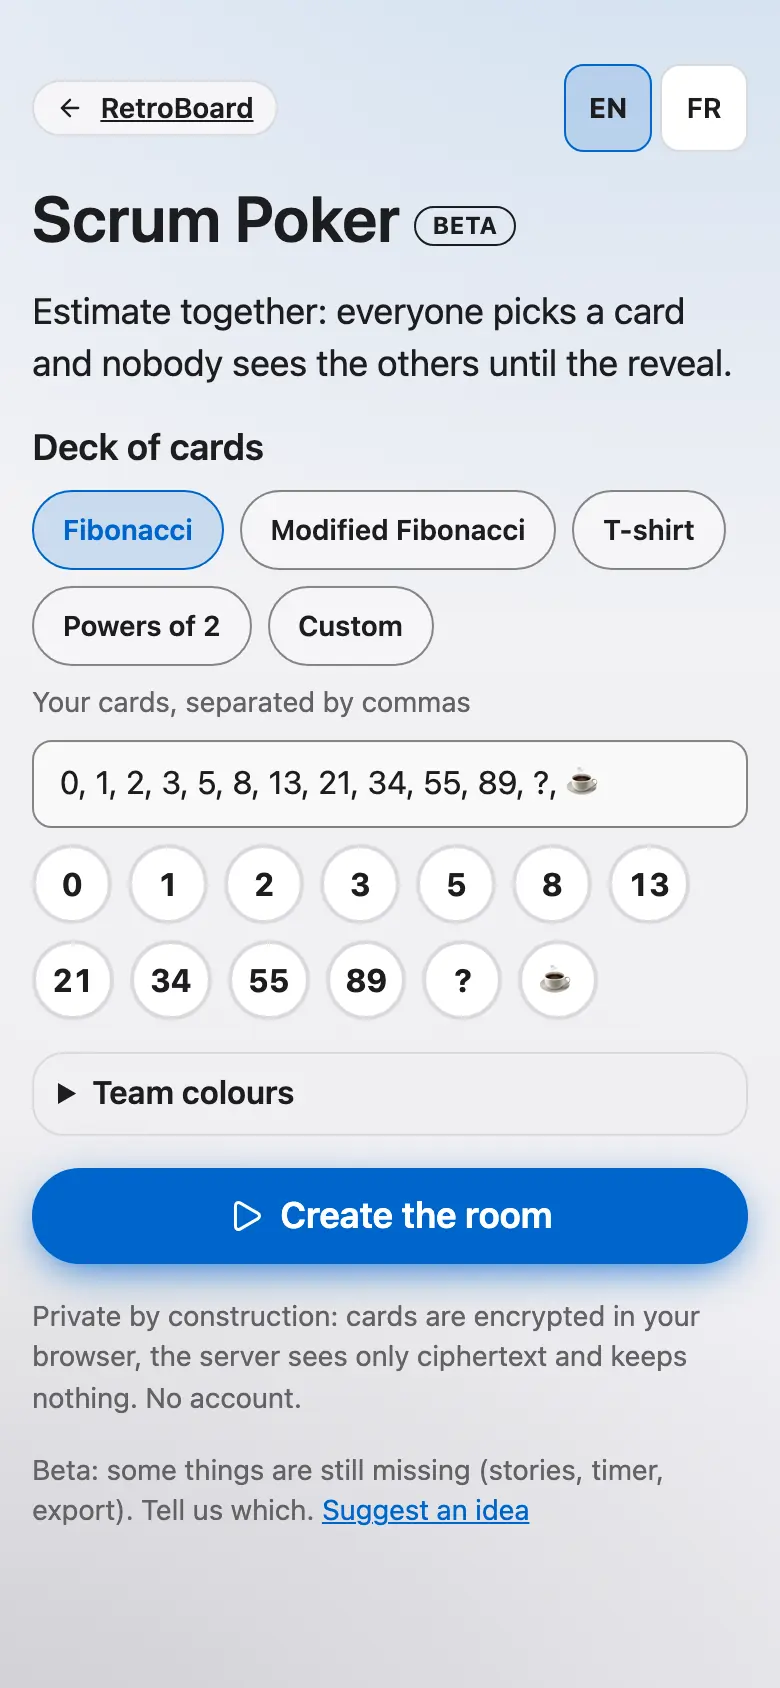 ← RetroBoard
EN FR
Scrum Poker BETA
Estimate together: everyone picks a card
and nobody sees the others until the reveal.
Deck of cards
Fibonacci Modified Fibonacci T-shirt
Powers of 2 Custom
Your cards, separated by commas
0, 1, 2, 3, 5, 8, 13, 21, 34, 55, 89, ?, ☕
0 1 2 3 5 8 13
21 34 55 89 ? ☕
▶ Team colours
Create the room
Private by construction: cards are encrypted in your
browser, the server sees only ciphertext and keeps
nothing. No account.
Beta: some things are still missing (stories, timer,
export). Tell us which. Suggest an idea